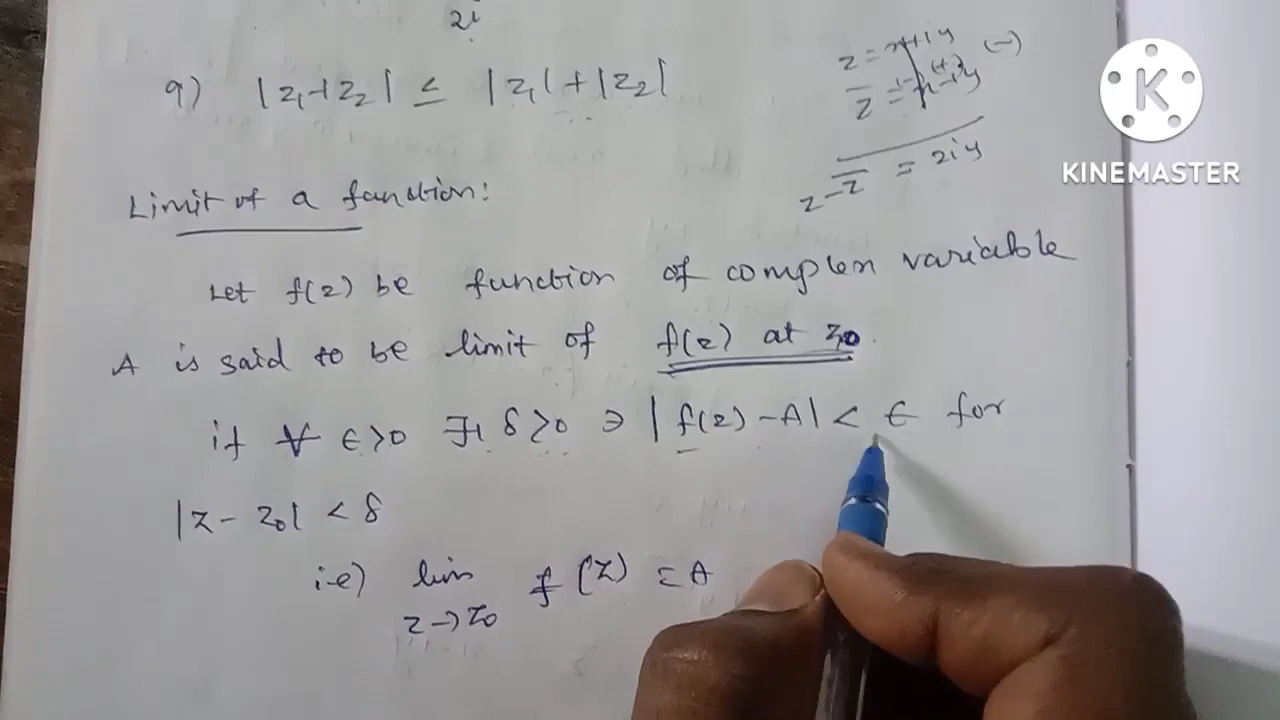 2i
9) |z₁+z₂| ≤ |z₁| + |z₂|
z = x+iy (-)
z̅ = x-iy
z - z̅ = 2iy
K
KINEMASTER
Limit of a function:
Let f(z) be function of complex variable
A is said to be limit of f(z) at z₀.
if ∀ ϵ>0 ∃ δ>0 ∋ |f(z) - A| < ϵ for
|z - z₀| < δ
i.e) lim f(z) = A
z→z₀